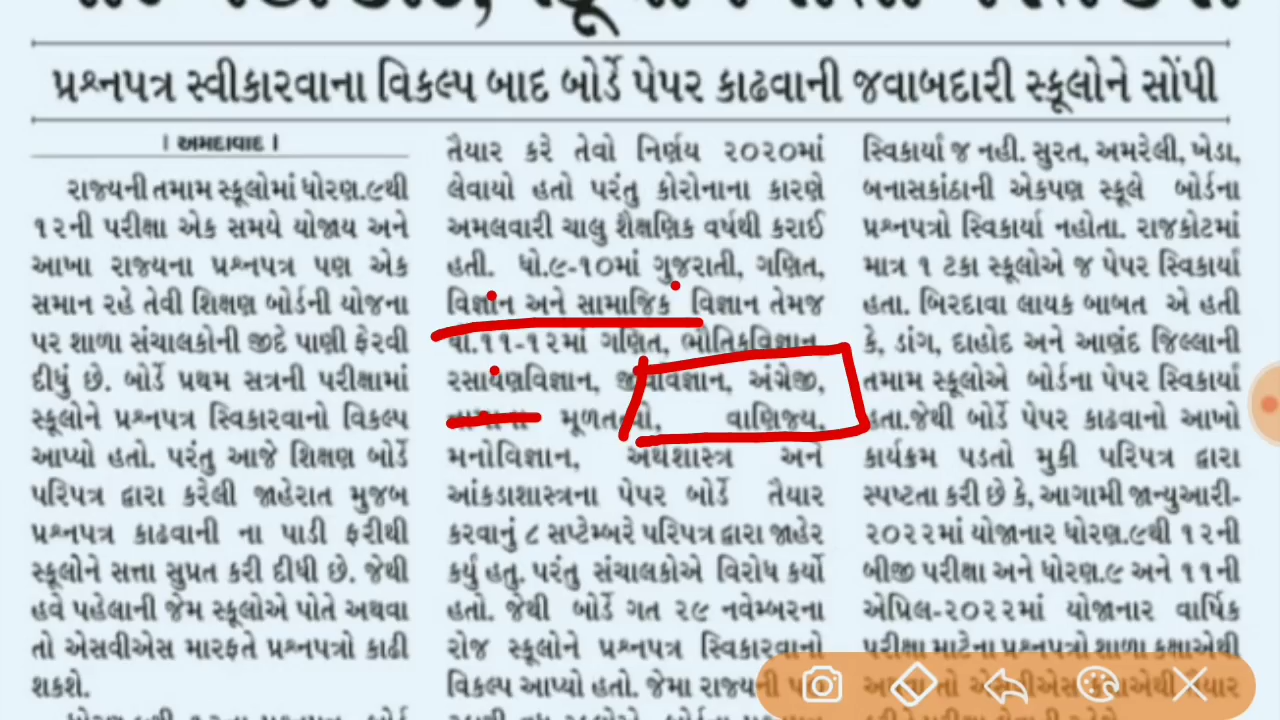 પ્રશ્નપત્ર સ્વીકારવાના વિકલ્પ બાદ બોર્ડે પેપર કાઢવાની જવાબદારી સ્કૂલોને સોંપી
। અમદાવાદ ।
રાજ્યની તમામ સ્કૂલોમાં ધોરણ.૯થી
૧૨ની પરીક્ષા એક સમયે યોજાય અને
આખા રાજ્યના પ્રશ્નપત્ર પણ એક
સમાન રહે તેવી શિક્ષણ બોર્ડની યોજના
પર શાળા સંચાલકોની જીદે પાણી ફેરવી
દીધું છે. બોર્ડે પ્રથમ સત્રની પરીક્ષામાં
સ્કૂલોને પ્રશ્નપત્ર સ્વિકારવાનો વિકલ્પ
આપ્યો હતો. પરંતુ આજે શિક્ષણ બોર્ડે
પરિપત્ર દ્વારા કરેલી જાહેરાત મુજબ
પ્રશ્નપત્ર કાઢવાની ના પાડી ફરીથી
સ્કૂલોને સત્તા સુપ્રત કરી દીધી છે. જેથી
હવે પહેલાની જેમ સ્કૂલોએ પોતે અથવા
તો એસવીએસ મારફતે પ્રશ્નપત્રો કાઢી
શકશે.
તૈયાર કરે તેવો નિર્ણય ૨૦૨૦માં
લેવાયો હતો પરંતુ કોરોનાના કારણે
અમલવારી ચાલુ શૈક્ષણિક વર્ષથી કરાઈ
હતી. ધો.૯-૧૦માં ગુજરાતી, ગણિત,
વિજ્ઞાન અને સામાજિક વિજ્ઞાન તેમજ
ધો.૧૧-૧૨માં ગણિત, ભૌતિકવિજ્ઞાન,
રસાયણવિજ્ઞાન, જીવવિજ્ઞાન, અંગ્રેજી,
મૂળતત્વો, વાણિજ્ય,
મનોવિજ્ઞાન, અર્થશાસ્ત્ર અને
આંકડાશાસ્ત્રના પેપર બોર્ડે તૈયાર
કરવાનું ૮ સપ્ટેમ્બરે પરિપત્ર દ્વારા જાહેર
કર્યું હતુ. પરંતુ સંચાલકોએ વિરોધ કર્યો
હતો. જેથી બોર્ડે ગત ૨૯ નવેમ્બરના
રોજ સ્કૂલોને પ્રશ્નપત્ર સ્વિકારવાનો
વિકલ્પ આપ્યો હતો. જેમા રાજ્યની
સ્વિકાર્યા જ નહી. સુરત, અમરેલી, ખેડા,
બનાસકાંઠાની એકપણ સ્કૂલે બોર્ડના
પ્રશ્નપત્રો સ્વિકાર્યા નહોતા. રાજકોટમાં
માત્ર ૧ ટકા સ્કૂલોએ જ પેપર સ્વિકાર્યા
હતા. બિરદાવા લાયક બાબત એ હતી
કે, ડાંગ, દાહોદ અને આણંદ જિલ્લાની
તમામ સ્કૂલોએ બોર્ડના પેપર સ્વિકાર્યા
હતા.જેથી બોર્ડે પેપર કાઢવાનો આખો
કાર્યક્રમ પડતો મુકી પરિપત્ર દ્વારા
સ્પષ્ટતા કરી છે કે, આગામી જાન્યુઆરી-
૨૦૨૨માં યોજાનાર ધોરણ.૯થી ૧૨ની
બીજી પરીક્ષા અને ધોરણ.૯ અને ૧૧ની
એપ્રિલ-૨૦૨૨માં યોજાનાર વાર્ષિક
પરીક્ષા માટેના પ્રશ્નપત્રો શાળા કક્ષાએથી